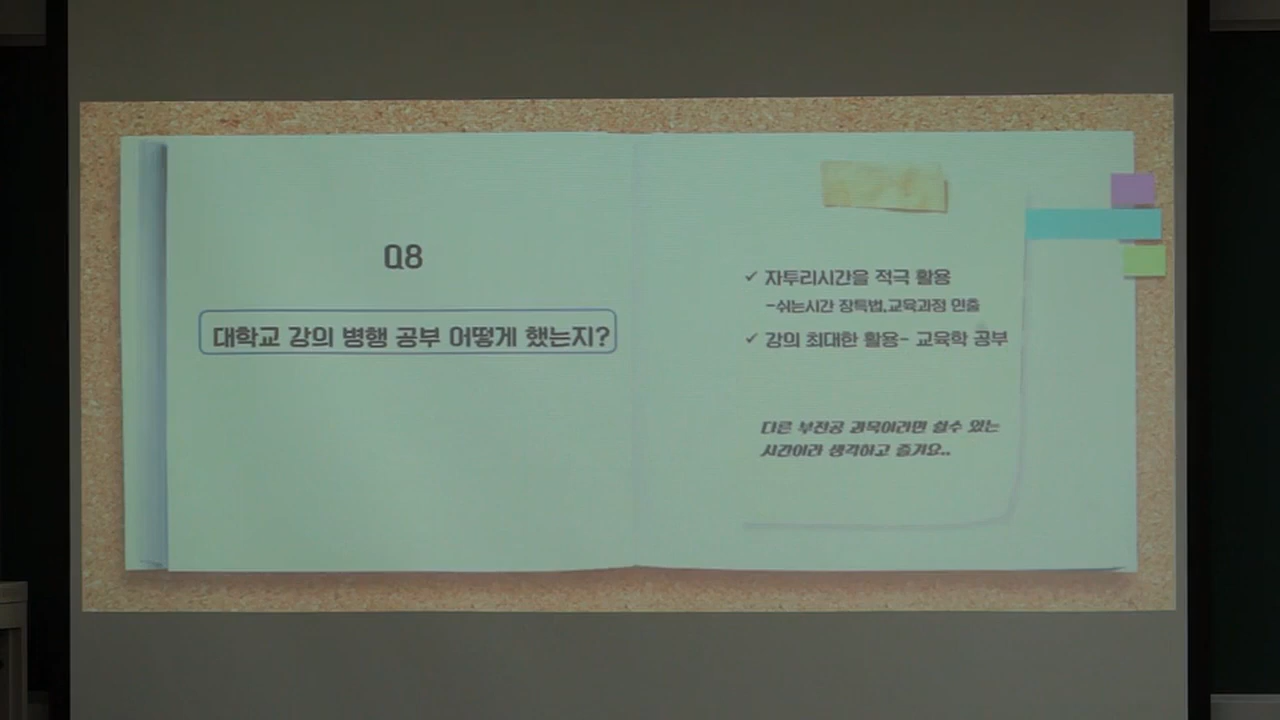 Q8
대학교 강의 병행 공부 어떻게 했는지?
✓ 자투리시간을 적극 활용
-쉬는시간 장특법,교육과정 인출
✓ 강의 최대한 활용- 교육학 공부
다른 부전공 과목이라면 쉴수 있는
시간이라 생각하고 즐겨요..